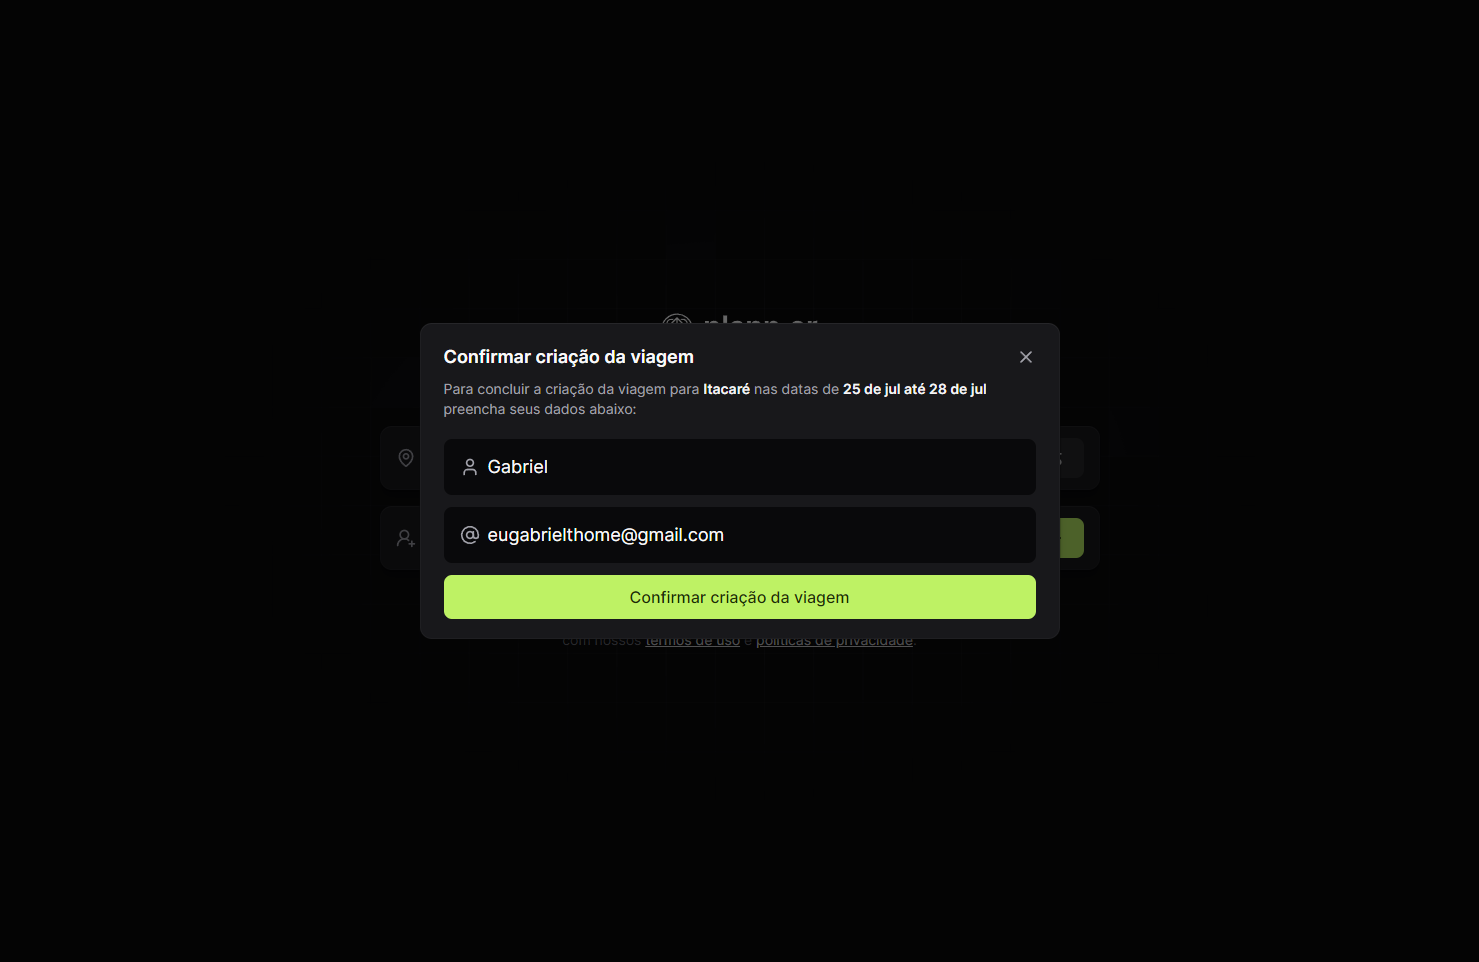 plann.er
Confirmar criação da viagem
Para concluir a criação da viagem para Itacaré nas datas de 25 de jul até 28 de jul
preencha seus dados abaixo:
Gabriel
eugabrielthome@gmail.com
Confirmar criação da viagem
com nossos termos de uso e políticas de privacidade.